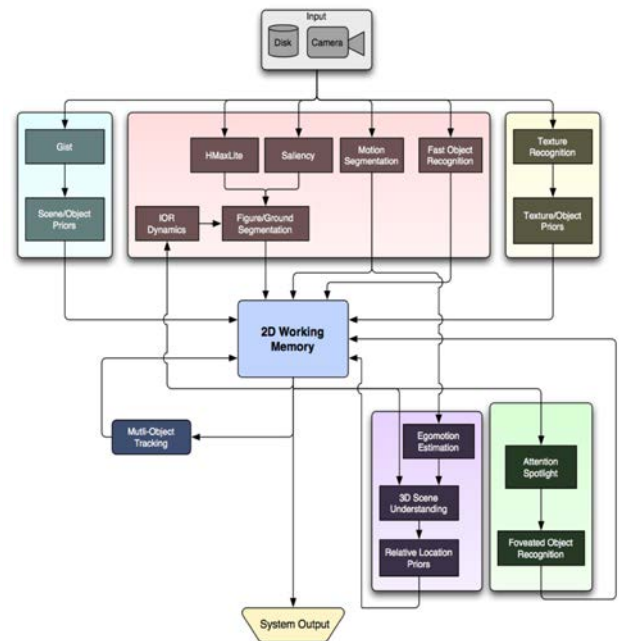 Input
Disk
Camera
Gist
Scene/Object
Priors
HMaxLite
Saliency
Motion
Segmentation
Fast Object
Recognition
IOR
Dynamics
Figure/Ground
Segmentation
Texture
Recognition
Texture/Object
Priors
2D Working
Memory
Mutli-Object
Tracking
Egomotion
Estimation
3D Scene
Understanding
Relative Location
Priors
Attention
Spotlight
Foveated Object
Recognition
System Output